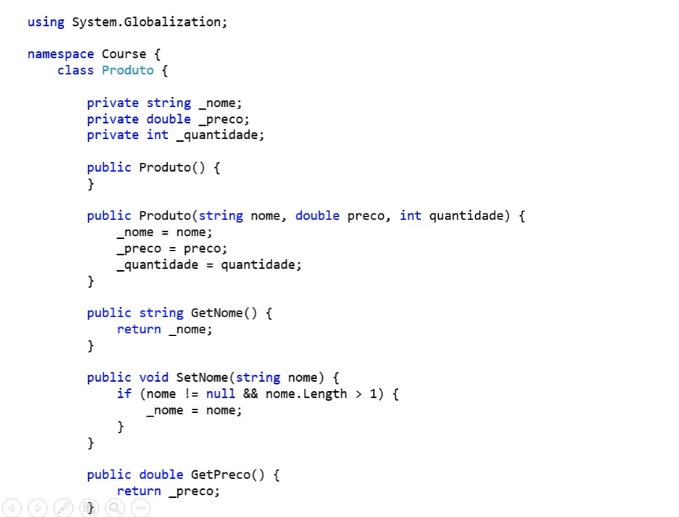 using System.Globalization;
namespace Course {
class Produto {
private string _nome;
private double _preco;
private int _quantidade;
public Produto() {
}
public Produto(string nome, double preco, int quantidade) {
_nome = nome;
_preco = preco;
_quantidade = quantidade;
}
public string GetNome() {
return _nome;
}
public void SetNome(string nome) {
if (nome != null && nome.Length > 1) {
_nome = nome;
}
}
public double GetPreco() {
return _preco;
}